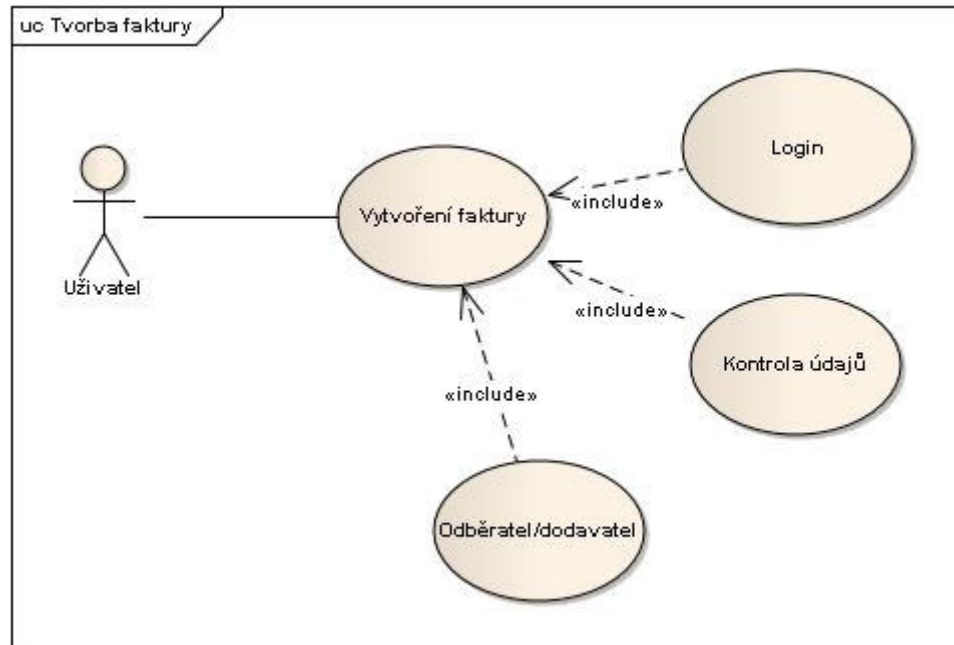 uc Tvorba faktury
Login
«include»
Vytvoření faktury
Uživatel
«include»
Kontrola údajů
«include»
Odběratel/dodavatel